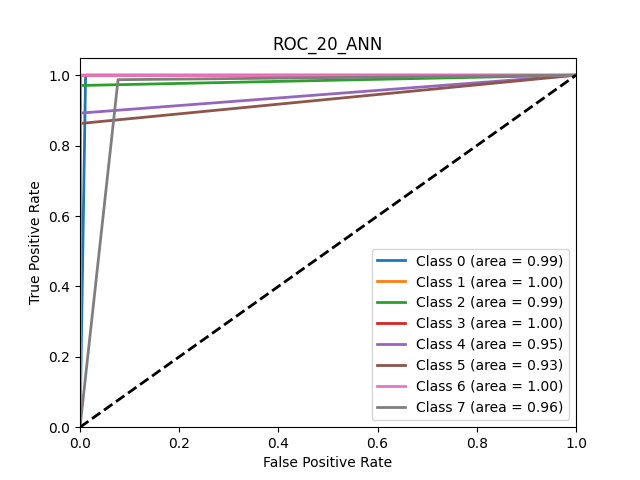 ROC_20_ANN
True Positive Rate
1.0
0.8
0.6
0.4
0.2
0.0
Class 0 (area = 0.99)
Class 1 (area = 1.00)
Class 2 (area = 0.99)
Class 3 (area = 1.00)
Class 4 (area = 0.95)
Class 5 (area = 0.93)
Class 6 (area = 1.00)
Class 7 (area = 0.96)
0.0 0.2 0.4 0.6 0.8 1.0
False Positive Rate